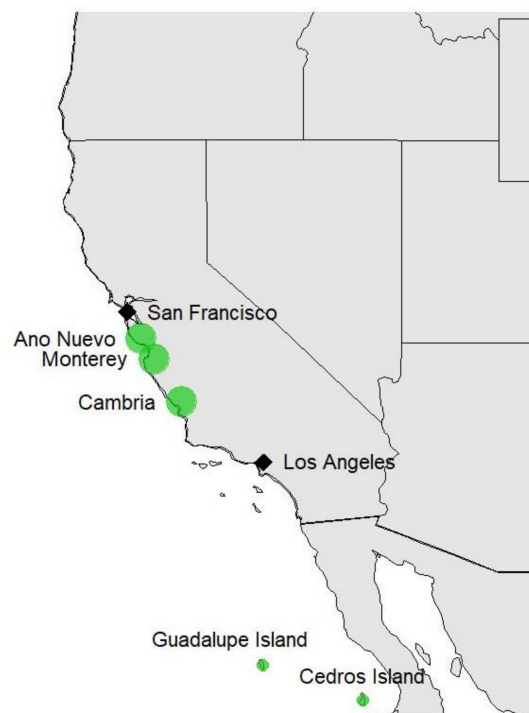 San Francisco
Ano Nuevo
Monterey
Cambria
Los Angeles
Guadalupe Island
Cedros Island